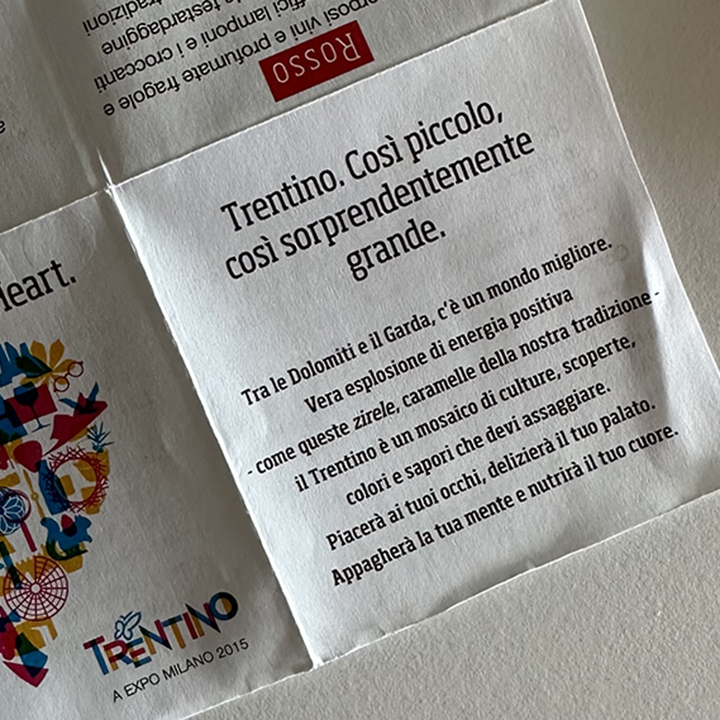 tradizioni
testardaggine
ffici lamponi e i croccanti
corposi vini e profumate fragole e
ROSSO
Trentino. Così piccolo,
così sorprendentemente
grande.
Tra le Dolomiti e il Garda, c'è un mondo migliore.
Vera esplosione di energia positiva
- come queste zirele, caramelle della nostra tradizione -
il Trentino è un mosaico di culture, scoperte,
colori e sapori che devi assaggiare.
Piacerà ai tuoi occhi, delizierà il tuo palato.
Appagherà la tua mente e nutrirà il tuo cuore.
Heart.
TRENTINO
A EXPO MILANO 2015